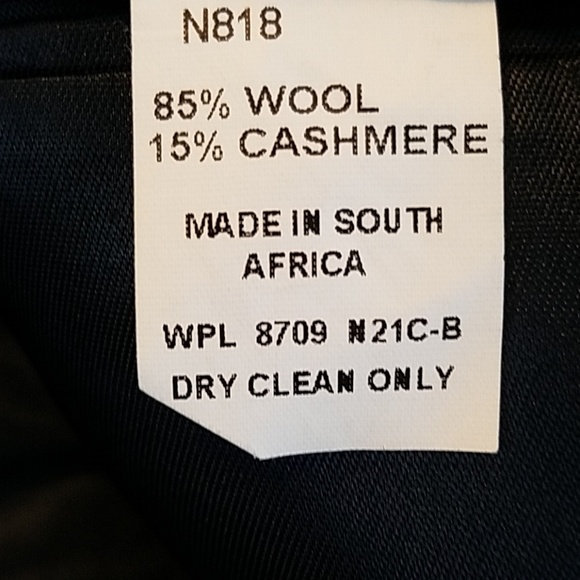 N818
85% WOOL
15% CASHMERE
MADE IN SOUTH
AFRICA
WPL 8709 N21C-B
DRY CLEAN ONLY